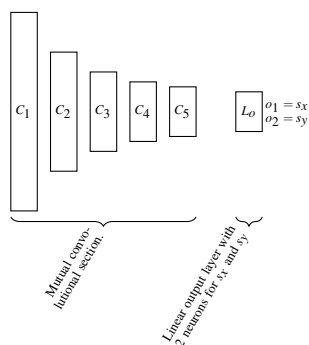 C1
C2
C3
C4
C5
Lo
o1 = sx
o2 = sy
Mutual convo-
lutional section.
Linear output layer with
2 neurons for sx and sy